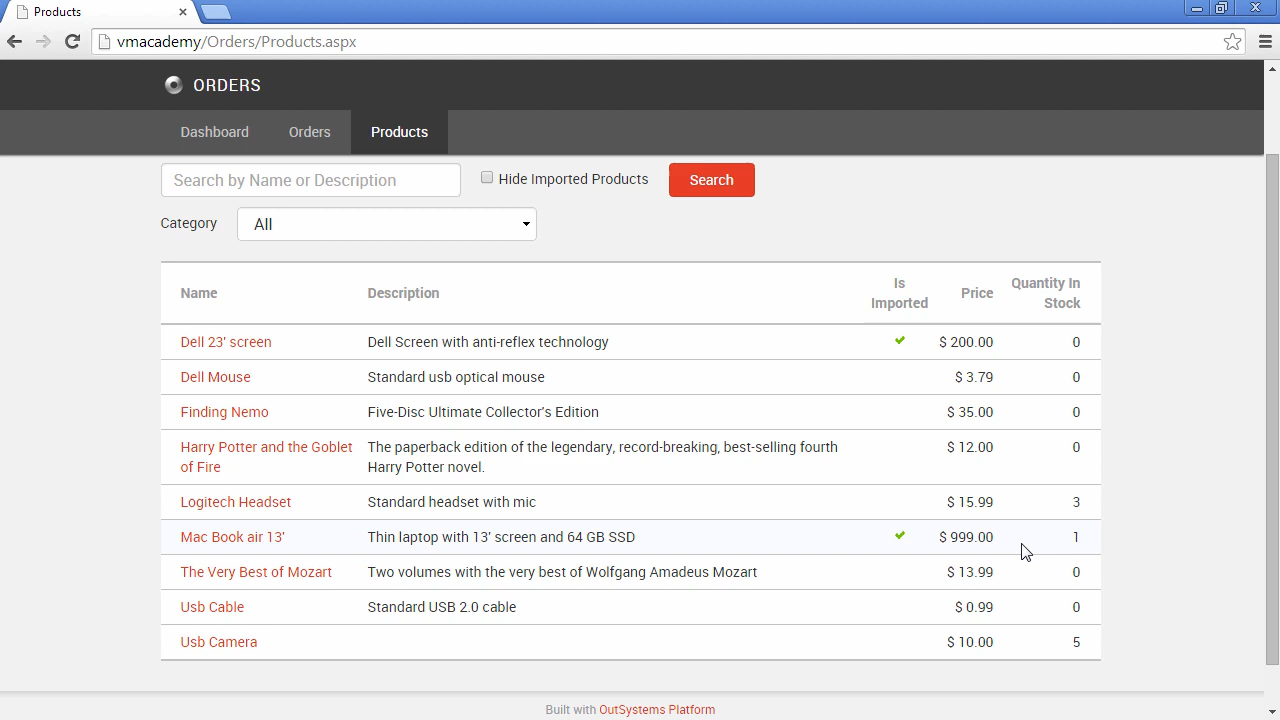 Products
vmacademy/Orders/Products.aspx
ORDERS
Dashboard Orders Products
Search by Name or Description Hide Imported Products Search
Category All
Name Description Is Imported Price Quantity In Stock
Dell 23' screen Dell Screen with anti-reflex technology $ 200.00 0
Dell Mouse Standard usb optical mouse $ 3.79 0
Finding Nemo Five-Disc Ultimate Collector's Edition $ 35.00 0
Harry Potter and the Goblet The paperback edition of the legendary, record-breaking, best-selling fourth $ 12.00 0
of Fire Harry Potter novel.
Logitech Headset Standard headset with mic $ 15.99 3
Mac Book air 13' Thin laptop with 13' screen and 64 GB SSD $ 999.00 1
The Very Best of Mozart Two volumes with the very best of Wolfgang Amadeus Mozart $ 13.99 0
Usb Cable Standard USB 2.0 cable $ 0.99 0
Usb Camera $ 10.00 5
Built with OutSystems Platform